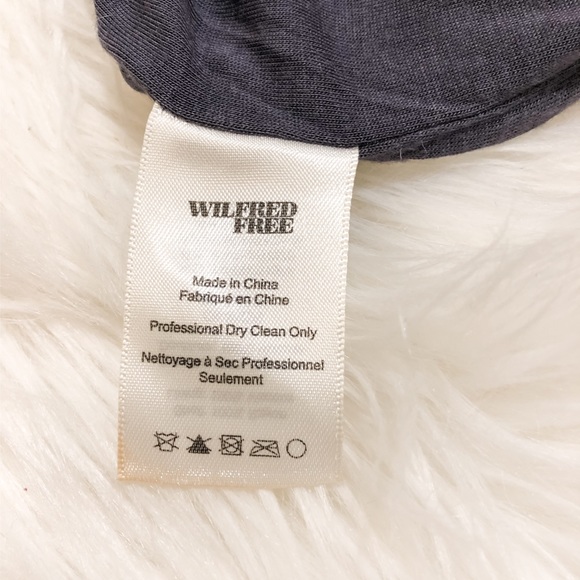 WILFRED
FREE
Made in China
Fabriqué en Chine
Professional Dry Clean Only
Nettoyage à Sec Professionnel
Seulement